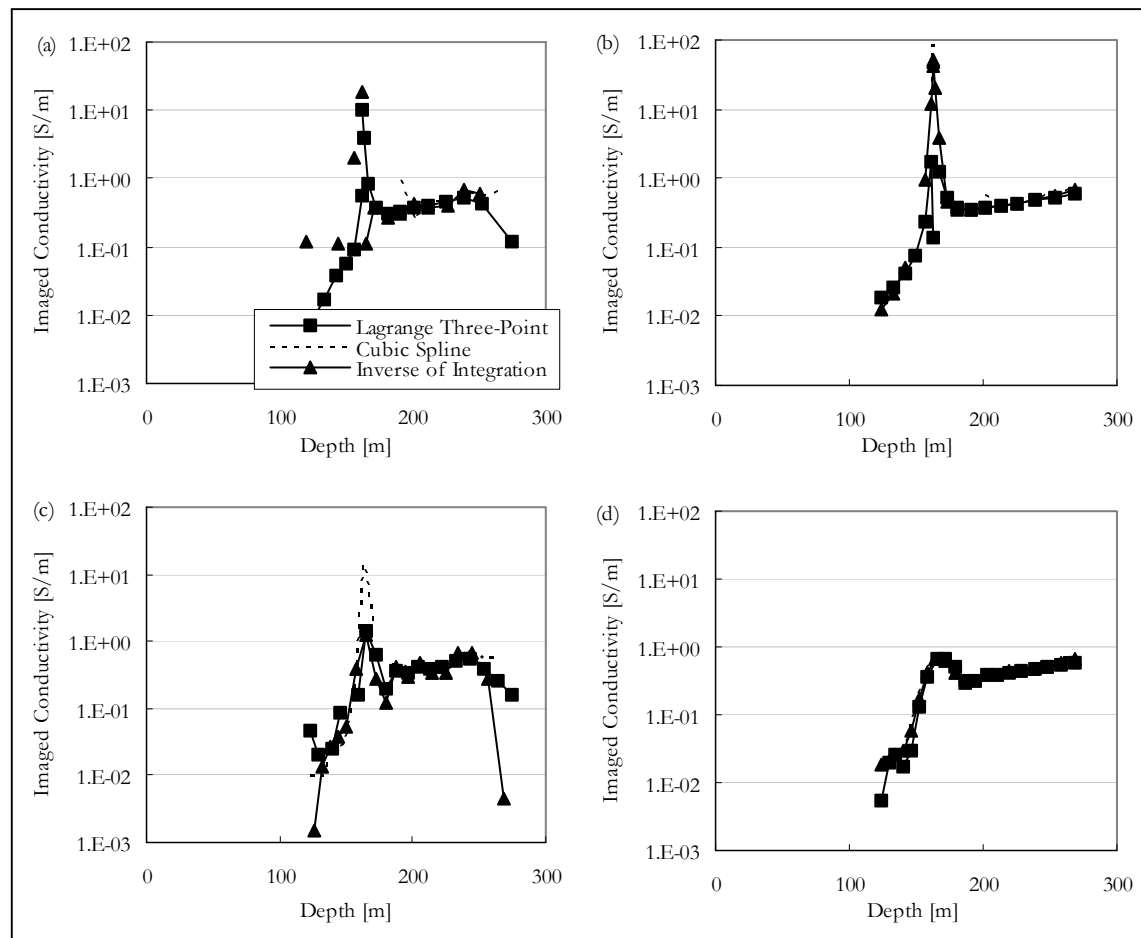 (a)
Imaged Conductivity [S/m]
1.E+02
1.E+01
1.E+00
1.E-01
1.E-02
1.E-03
0 100 200 300
Depth [m]
Lagrange Three-Point
Cubic Spline
Inverse of Integration
(b)
Imaged Conductivity [S/m]
1.E+02
1.E+01
1.E+00
1.E-01
1.E-02
1.E-03
0 100 200 300
Depth [m]
(c)
Imaged Conductivity [S/m]
1.E+02
1.E+01
1.E+00
1.E-01
1.E-02
1.E-03
0 100 200 300
Depth [m]
(d)
Imaged Conductivity [S/m]
1.E+02
1.E+01
1.E+00
1.E-01
1.E-02
1.E-03
0 100 200 300
Depth [m]